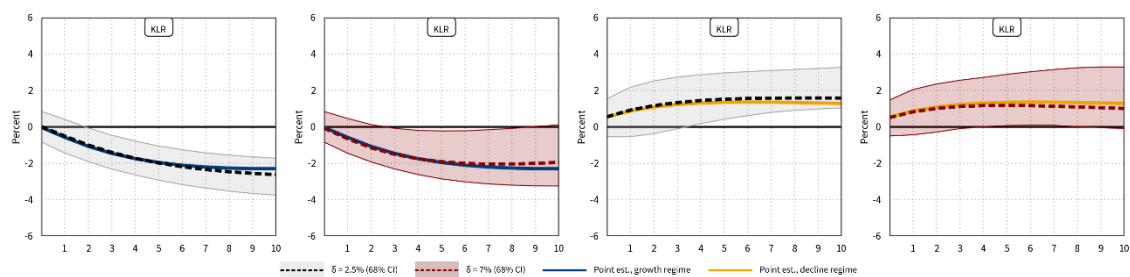 KLR
KLR
KLR
KLR
6 6 6 6
4 4 4 4
2 2 2 2
0 0 0 0
-2 -2 -2 -2
-4 -4 -4 -4
-6 -6 -6 -6
Percent
Percent
Percent
Percent
1 2 3 4 5 6 7 8 9 10
1 2 3 4 5 6 7 8 9 10
1 2 3 4 5 6 7 8 9 10
1 2 3 4 5 6 7 8 9 10
δ = 2.5% (68% CI) δ = 7% (68% CI) Point est., growth regime Point est., decline regime